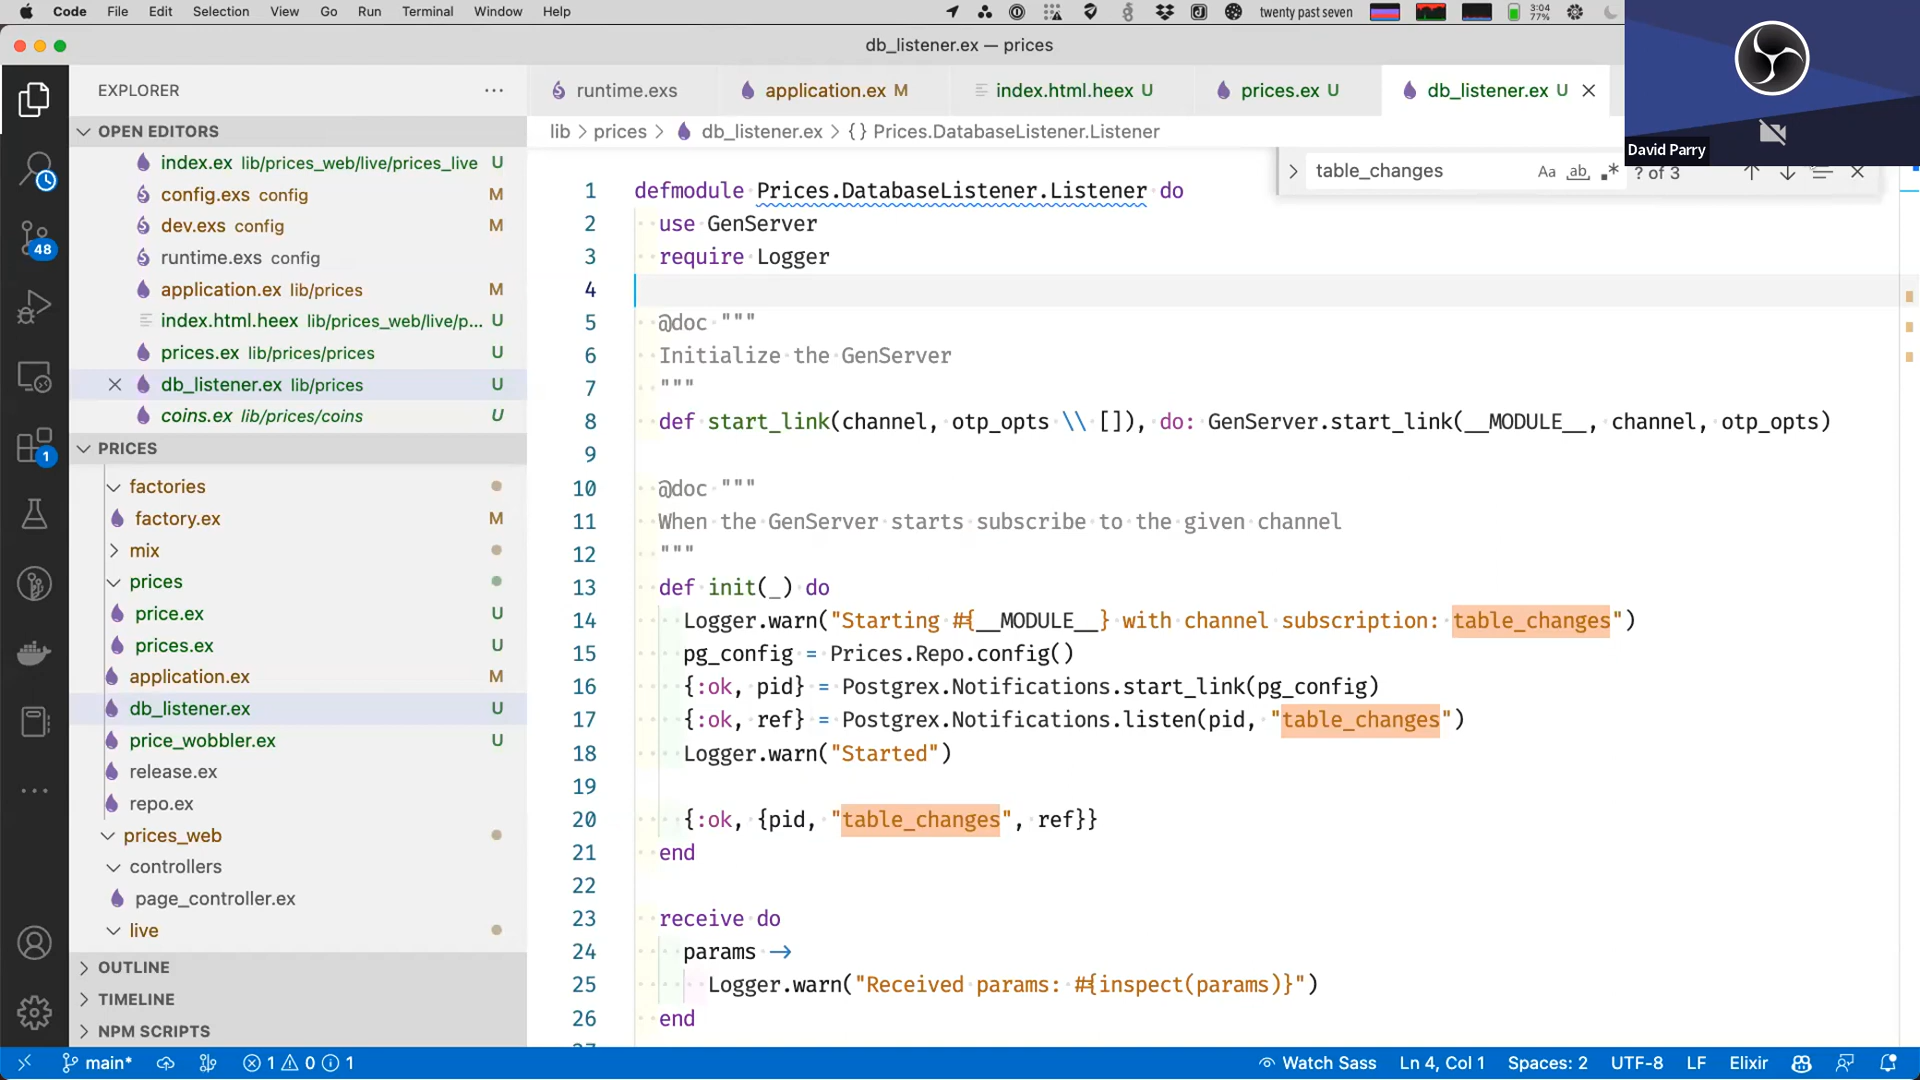 Code File Edit Selection View Go Run Terminal Window Help twenty past seven 3:04 77%
db_listener.ex — prices
EXPLORER
OPEN EDITORS
index.ex lib/prices_web/live/prices_live U
config.exs config M
dev.exs config M
runtime.exs config
application.ex lib/prices M
index.html.heex lib/prices_web/live/p... U
prices.ex lib/prices/prices U
db_listener.ex lib/prices U
coins.ex lib/prices/coins U
PRICES
factories
factory.ex M
mix
prices
price.ex U
prices.ex U
application.ex M
db_listener.ex U
price_wobbler.ex U
release.ex
repo.ex
prices_web
controllers
page_controller.ex
live
OUTLINE
TIMELINE
NPM SCRIPTS
48
1
runtime.exs application.ex M index.html.heex U prices.ex U db_listener.ex U
lib > prices > db_listener.ex > {} Prices.DatabaseListener.Listener
David Parry
table_changes Aa ab .* ? of 3
1 defmodule Prices.DatabaseListener.Listener do
2 use GenServer
3 require Logger
4
5 @doc """
6 Initialize the GenServer
7 """
8 def start_link(channel, otp_opts \\ []), do: GenServer.start_link(__MODULE__, channel, otp_opts)
9
10 @doc """
11 When the GenServer starts subscribe to the given channel
12 """
13 def init(_) do
14 Logger.warn("Starting #{__MODULE__} with channel subscription: table_changes")
15 pg_config = Prices.Repo.config()
16 {:ok, pid} = Postgrex.Notifications.start_link(pg_config)
17 {:ok, ref} = Postgrex.Notifications.listen(pid, "table_changes")
18 Logger.warn("Started")
19
20 {:ok, {pid, "table_changes", ref}}
21 end
22
23 receive do
24 params ->
25 Logger.warn("Received params: #{inspect(params)}")
26 end
main* 1 0 1 Watch Sass Ln 4, Col 1 Spaces: 2 UTF-8 LF Elixir